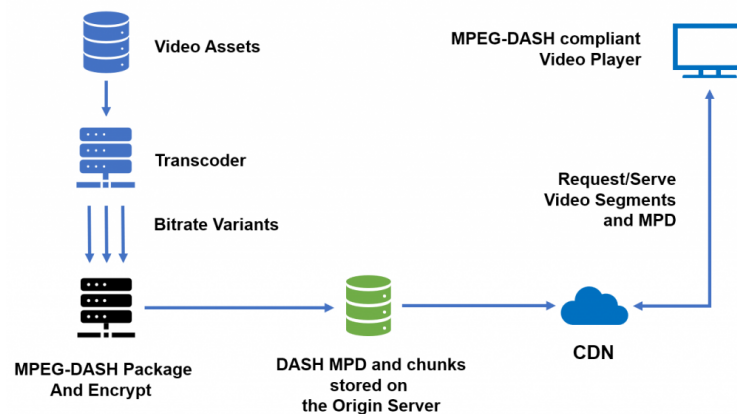 Video Assets
MPEG-DASH compliant
Video Player
Transcoder
Request/Serve
Video Segments
and MPD
Bitrate Variants
MPEG-DASH Package
And Encrypt
DASH MPD and chunks
stored on
the Origin Server
CDN